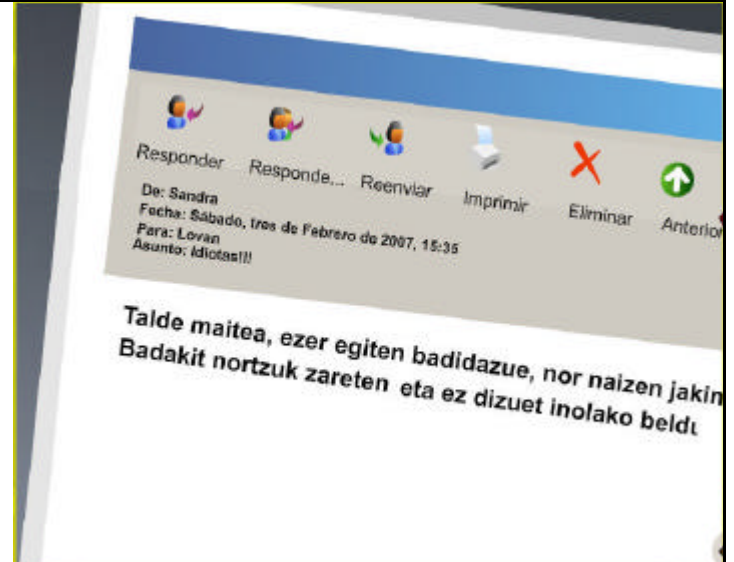 Responder Responde... Reenviar Imprimir Eliminar Anterior
De: Sandra
Fecha: Sábado, tres de Febrero de 2007, 15:35
Para: Lovan
Asunto: Idiotas!!!
Talde maitea, ezer egiten badidazue, nor naizen jakin
Badakit nortzuk zareten eta ez dizuet inolako beldu